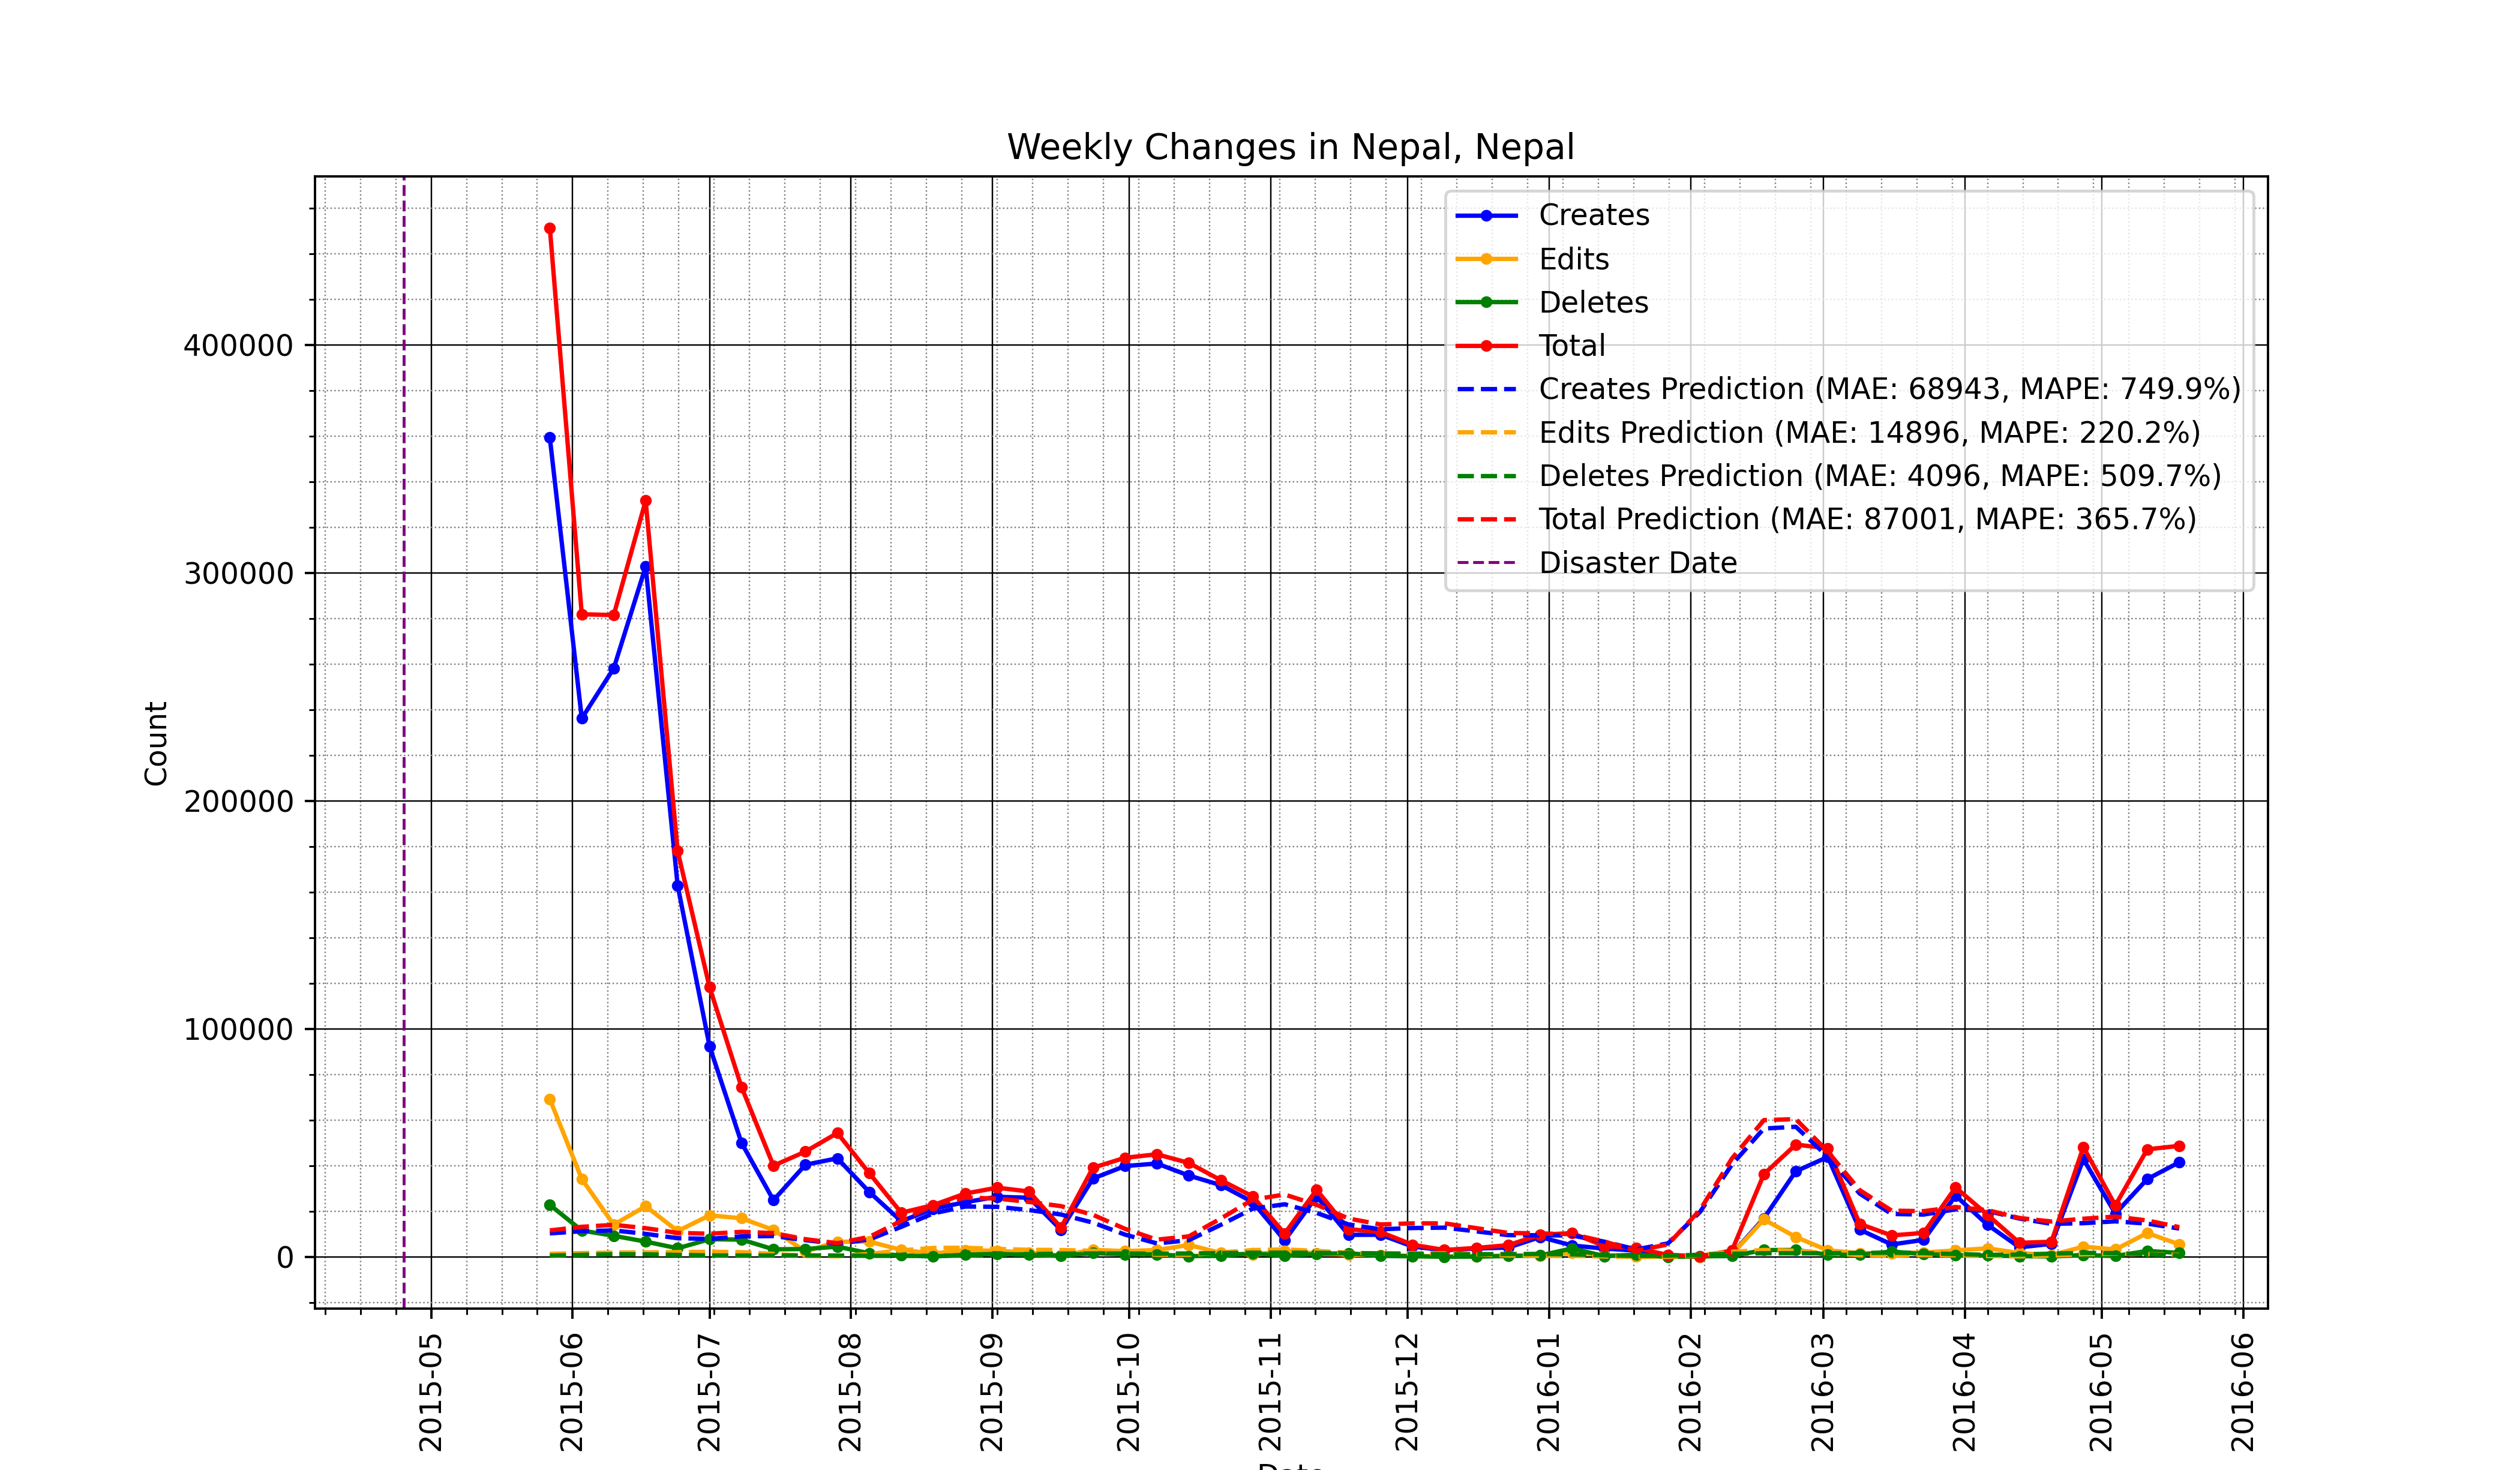 Weekly Changes in Nepal, Nepal
Creates
Edits
Deletes
Total
Creates Prediction (MAE: 68943, MAPE: 749.9%)
Edits Prediction (MAE: 14896, MAPE: 220.2%)
Deletes Prediction (MAE: 4096, MAPE: 509.7%)
Total Prediction (MAE: 87001, MAPE: 365.7%)
Disaster Date
Count
400000
300000
200000
100000
0
2015-05
2015-06
2015-07
2015-08
2015-09
2015-10
2015-11
2015-12
2016-01
2016-02
2016-03
2016-04
2016-05
2016-06
Date